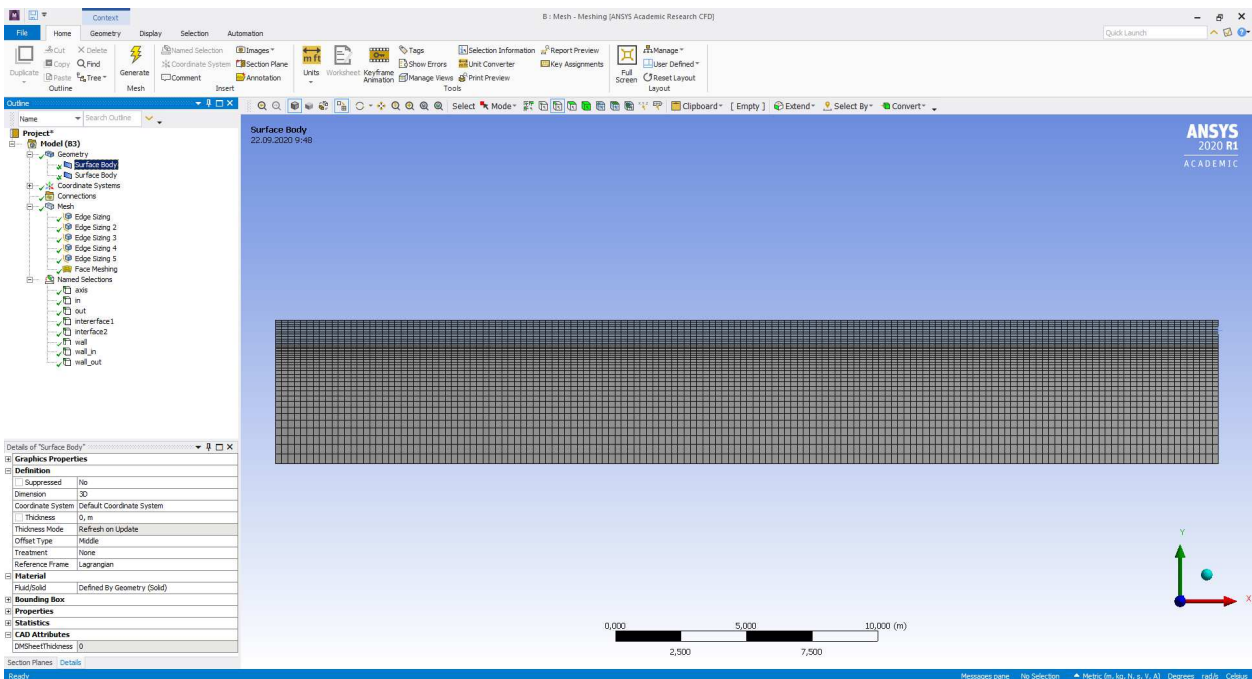 B : Mesh - Meshing [ANSYS Academic Research CFD]
Context
File Home Geometry Display Selection Automation
Quick Launch
Duplicate
Cut
Copy
Paste
Delete
Find
Tree
Outline
Generate
Mesh
Named Selection
Coordinate System
Comment
Images
Section Plane
Annotation
Insert
Units
Worksheet
Keyframe Animation
Tags
Show Errors
Manage Views
Selection Information
Unit Converter
Print Preview
Report Preview
Key Assignments
Tools
Full Screen
Manage
User Defined
Reset Layout
Layout
Outline
Name
Search Outline
Select Mode Clipboard [ Empty ] Extend Select By Convert
Project*
Model (B3)
Geometry
Surface Body
Surface Body
Coordinate Systems
Connections
Mesh
Edge Sizing
Edge Sizing 2
Edge Sizing 3
Edge Sizing 4
Edge Sizing 5
Face Meshing
Named Selections
axis
in
out
intererface1
interface2
wall
wall_in
wall_out
Surface Body
22.09.2020 9:48
ANSYS
2020 R1
ACADEMIC
Details of "Surface Body"
Graphics Properties
Definition
Suppressed No
Dimension 3D
Coordinate System Default Coordinate System
Thickness 0, m
Thickness Mode Refresh on Update
Offset Type Middle
Treatment None
Reference Frame Lagrangian
Material
Fluid/Solid Defined By Geometry (Solid)
Bounding Box
Properties
Statistics
CAD Attributes
DMSheetThickness 0
Section Planes Details
Y
X
0,000 5,000 10,000 (m)
2,500 7,500
Ready
Messages pane No Selection Metric (m, kg, N, s, V, A) Degrees rad/s Celsius